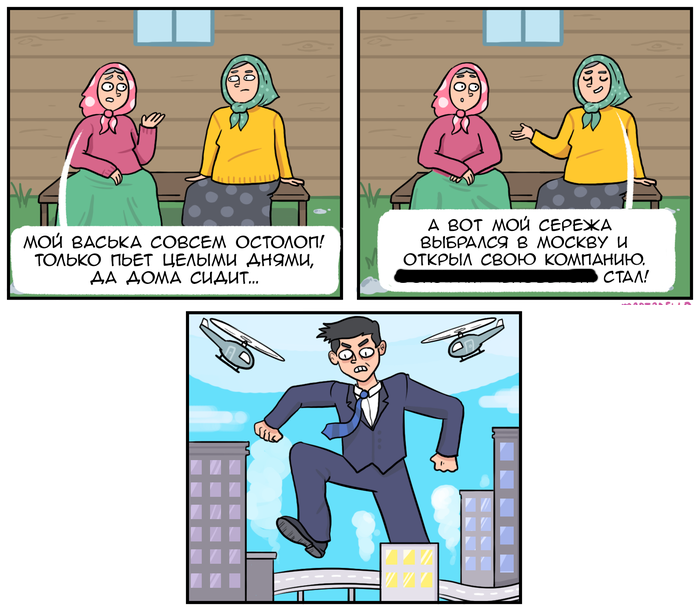 МОЙ ВАСЬКА СОВСЕМ ОСТОЛОП!
ТОЛЬКО ПЬЕТ ЦЕЛЫМИ ДНЯМИ,
ДА ДОМА СИДИТ...
А ВОТ МОЙ СЕРЕЖА
ВЫБРАЛСЯ В МОСКВУ И
ОТКРЫЛ СВОЮ КОМПАНИЮ.
СТАЛ!